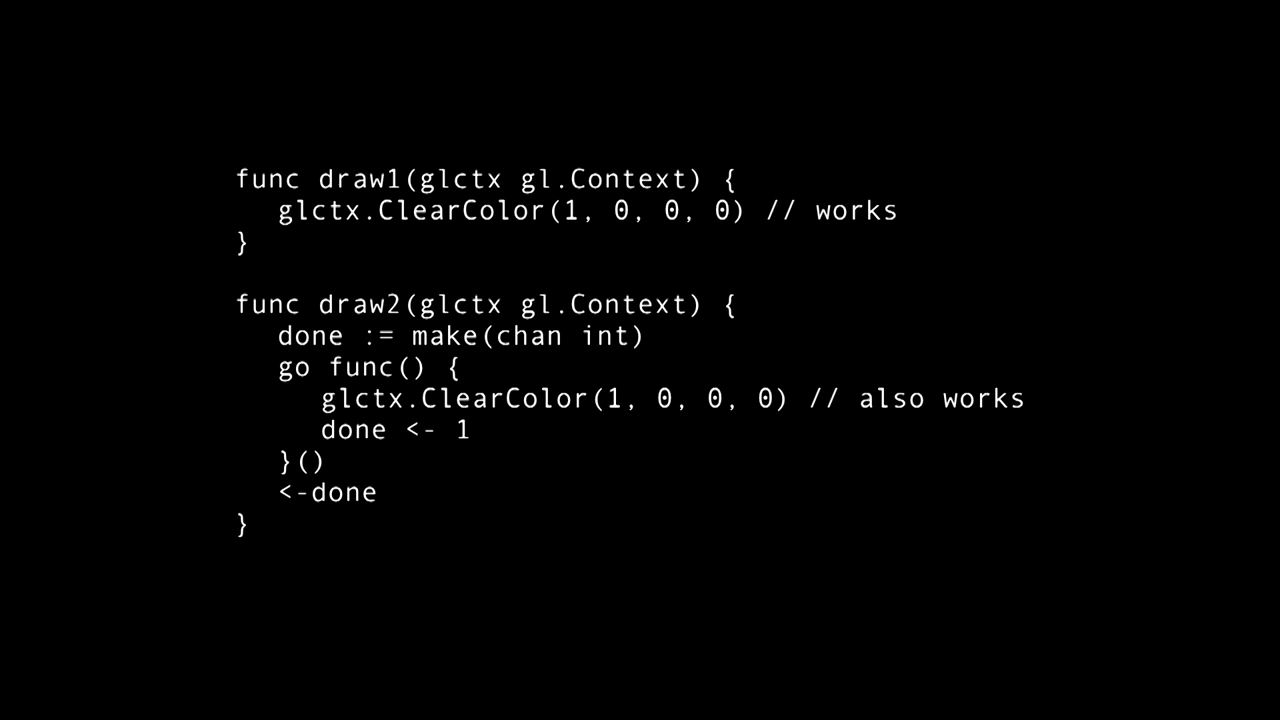 func draw1(glctx gl.Context) {
glctx.ClearColor(1, 0, 0, 0) // works
}
func draw2(glctx gl.Context) {
done := make(chan int)
go func() {
glctx.ClearColor(1, 0, 0, 0) // also works
done <- 1
}()
<-done
}